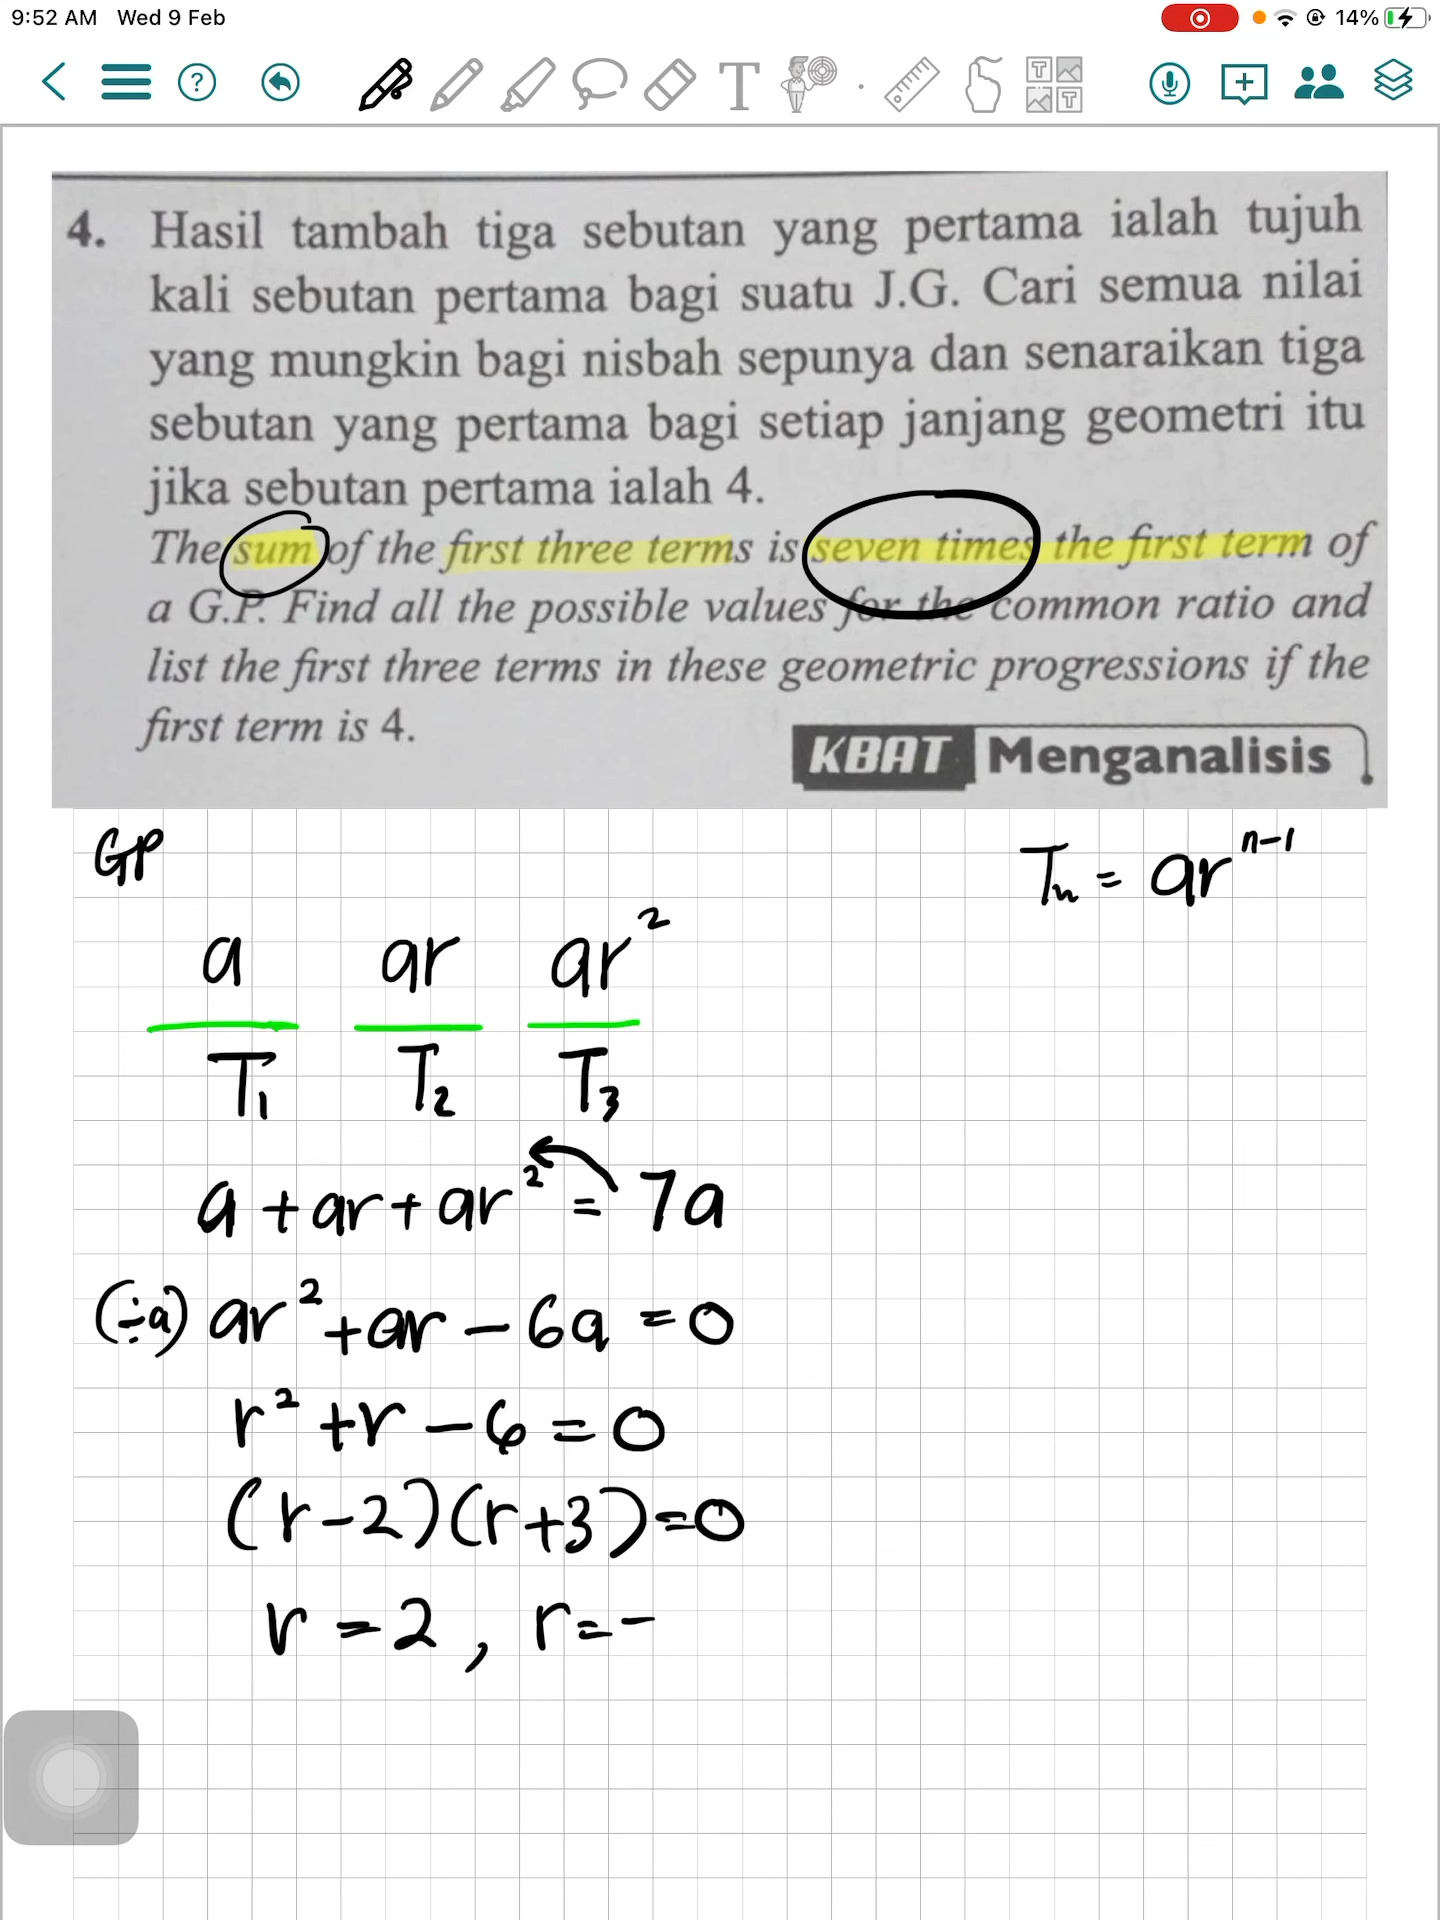 9:52 AM Wed 9 Feb 14%
T
4. Hasil tambah tiga sebutan yang pertama ialah tujuh
kali sebutan pertama bagi suatu J.G. Cari semua nilai
yang mungkin bagi nisbah sepunya dan senaraikan tiga
sebutan yang pertama bagi setiap janjang geometri itu
jika sebutan pertama ialah 4.
The sum of the first three terms is seven times the first term of
a G.P. Find all the possible values for the common ratio and
list the first three terms in these geometric progressions if the
first term is 4.
KBAT Menganalisis
GP
Tₙ = arⁿ⁻¹
a ar ar²
T₁ T₂ T₃
a + ar + ar² = 7a
(÷a) ar² + ar − 6a = 0
r² + r − 6 = 0
(r−2)(r+3)=0
r = 2 , r = −